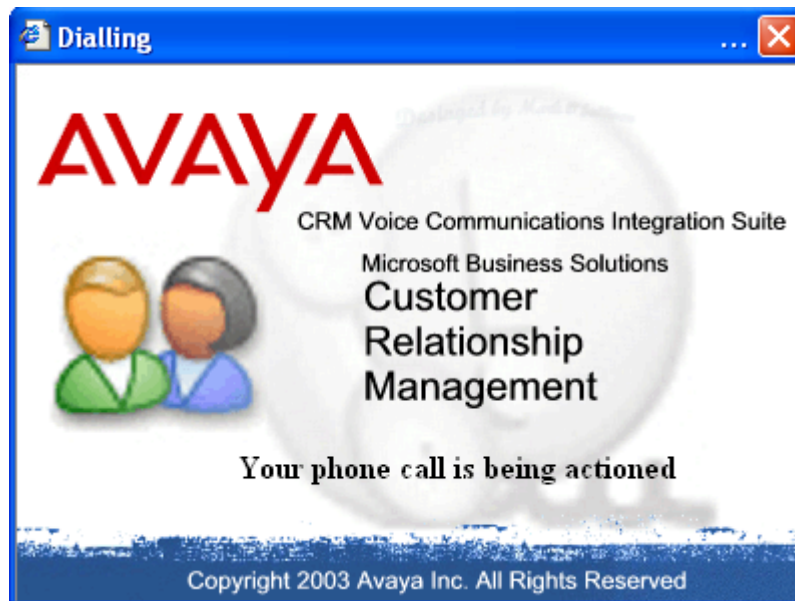 Dialling ...
AVAYA
CRM Voice Communications Integration Suite
Microsoft Business Solutions
Customer
Relationship
Management
Your phone call is being actioned
Copyright 2003 Avaya Inc. All Rights Reserved